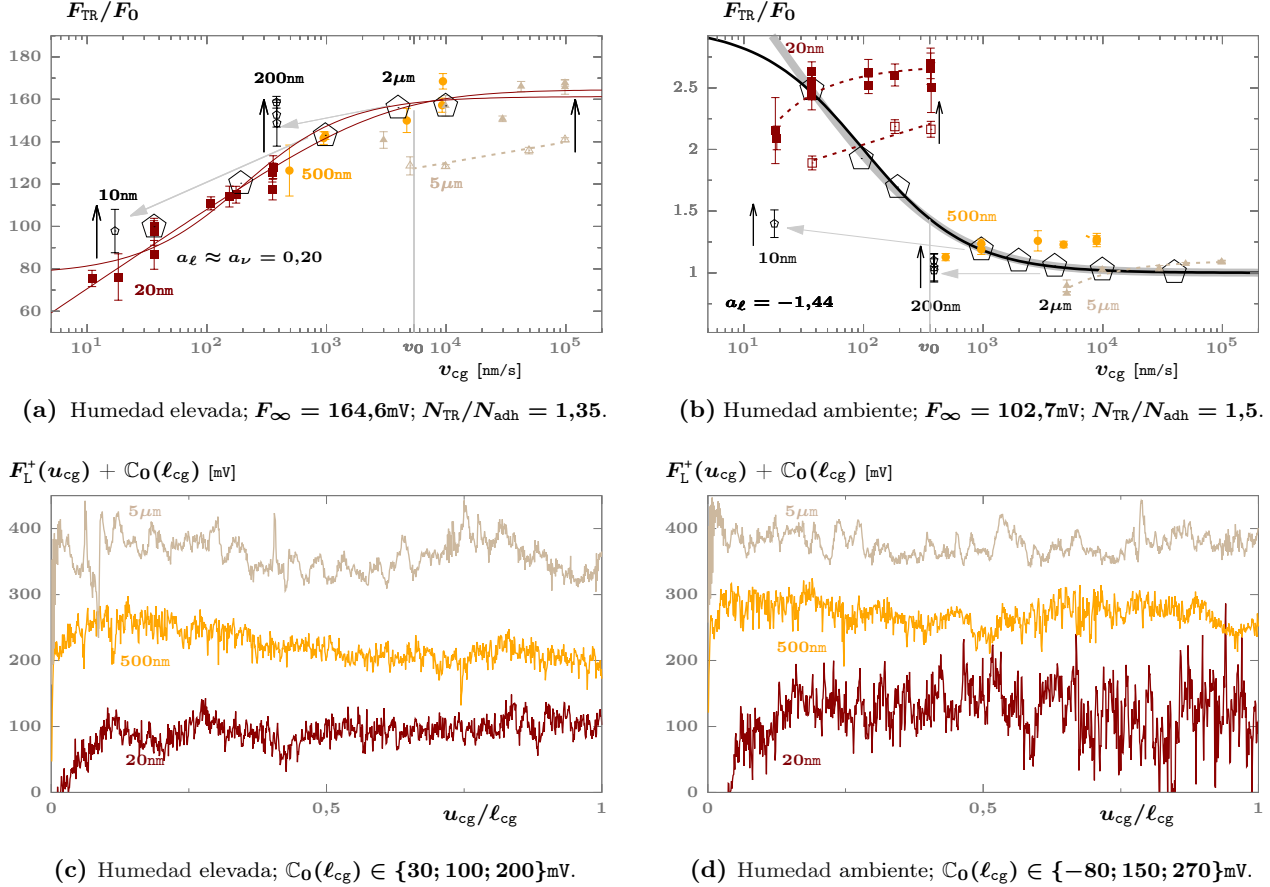 F_TR/F_0
180
160
140
120
100
80
60
200nm
2μm
10nm
500nm
5μm
a_ℓ ≈ a_ν = 0,20
20nm
10^1 10^2 10^3 v_0 10^4 10^5
v_cg [nm/s]
(a) Humedad elevada; F_∞ = 164,6mV; N_TR/N_adh = 1,35.
F_TR/F_0
2.5
2
1.5
1
20nm
500nm
10nm
a_ℓ = −1,44
200nm
2μm
5μm
10^1 10^2 v_0 10^3 10^4 10^5
v_cg [nm/s]
(b) Humedad ambiente; F_∞ = 102,7mV; N_TR/N_adh = 1,5.
F_L^+(u_cg) + ℂ_0(ℓ_cg) [mV]
400
300
200
100
0
5μm
500nm
20nm
0 0,5 1
u_cg/ℓ_cg
(c) Humedad elevada; ℂ_0(ℓ_cg) ∈ {30; 100; 200}mV.
F_L^+(u_cg) + ℂ_0(ℓ_cg) [mV]
400
300
200
100
0
5μm
500nm
20nm
0 0,5 1
u_cg/ℓ_cg
(d) Humedad ambiente; ℂ_0(ℓ_cg) ∈ {−80; 150; 270}mV.